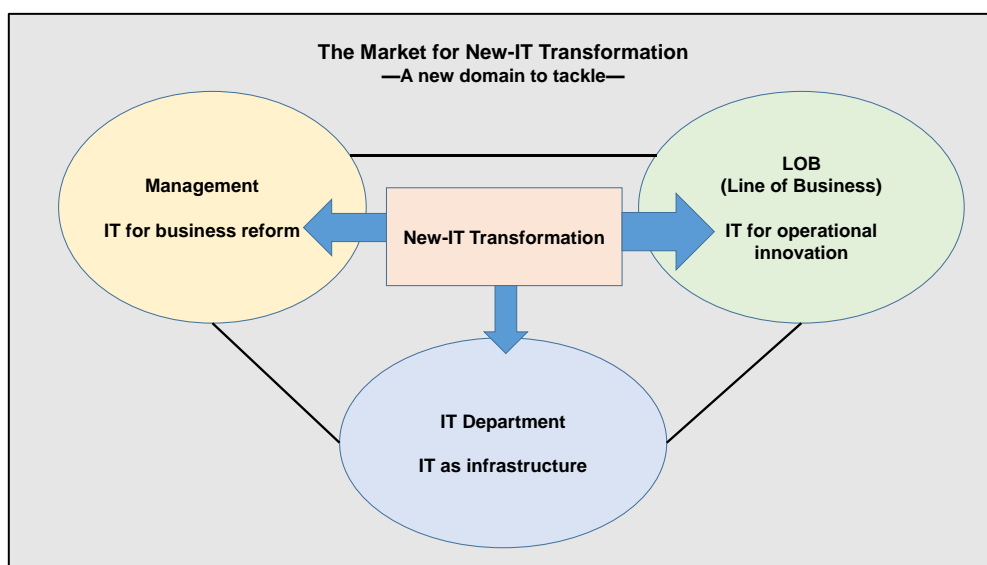 The Market for New-IT Transformation
—A new domain to tackle—
Management
IT for business reform
New-IT Transformation
LOB
(Line of Business)
IT for operational
innovation
IT Department
IT as infrastructure